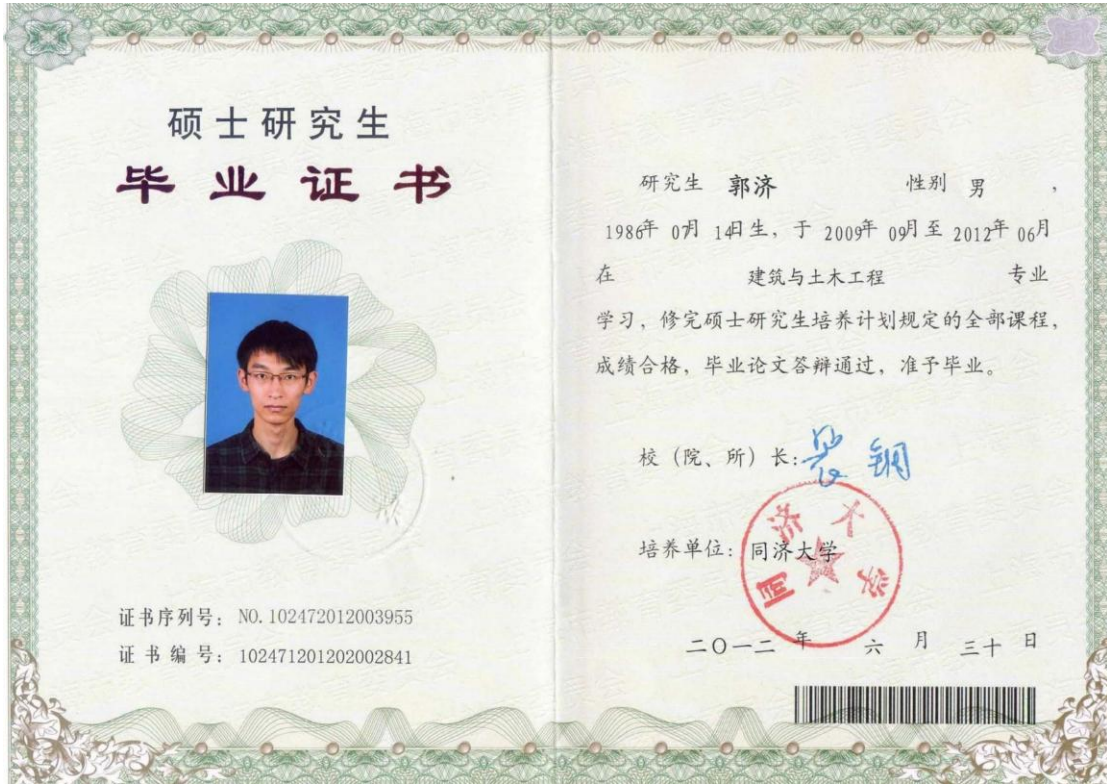 硕士研究生
毕业证书
证书序列号：NO.102472012003955
证书编号：102471201202002841
研究生 郭济 性别 男，
1986年 07月 14日生，于 2009年 09月至 2012年 06月
在 建筑与土木工程 专业
学习，修完硕士研究生培养计划规定的全部课程，
成绩合格，毕业论文答辩通过，准予毕业。
校（院、所）长：
培养单位：同济大学
同济大学
二〇一二年 六月 三十日